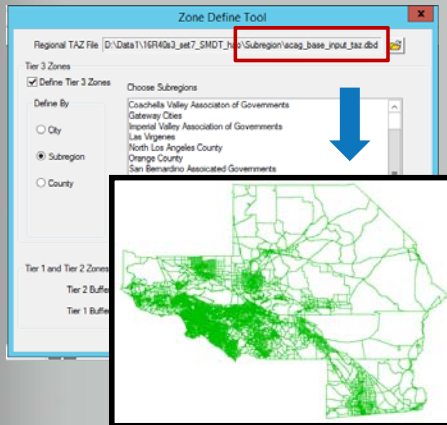 Zone Define Tool
x
Regional TAZ File D:\Data1\16R40s3_set7_SMDT_hao\Subregion\scag_base_input_taz.dbd
Tier 3 Zones
Define Tier 3 Zones
Choose Subregions
Define By
City
Subregion
County
Coachella Valley Associaton of Governments
Gateway Cities
Imperial Valley Association of Governments
Las Virgenes
North Los Angeles County
Orange County
San Bernardino Assoicated Governments
Tier 1 and Tier 2 Zones
Tier 2 Buffe
Tier 1 Buffe